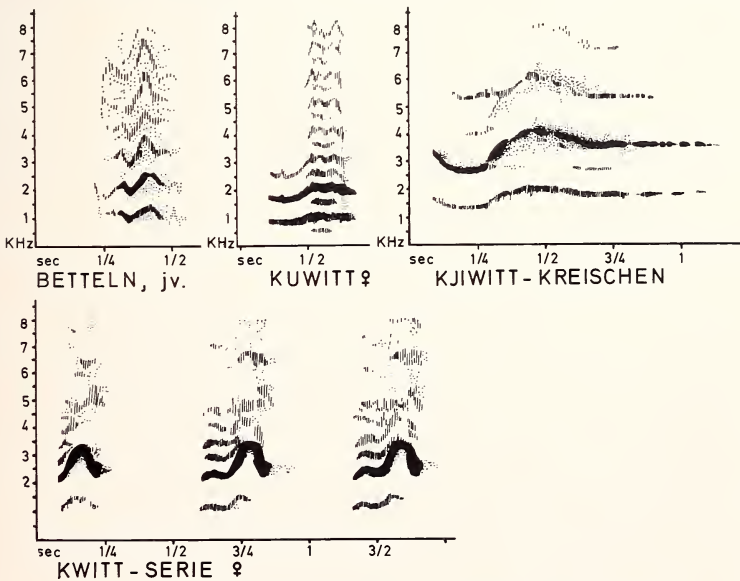 8 8 8
7 7 7
6 6 6
5 5 5
4 4 4
3 3 3
2 2 2
1 1 1
KHz KHz KHz
sec 1/4 1/2 sec 1/2 sec 1/4 1/2 3/4 1
BETTELN, jv. KUWITT♀ KJIWITT-KREISCHEN
8
7
6
5
4
3
2
sec 1/4 1/2 3/4 1 3/2
KWITT-SERIE ♀